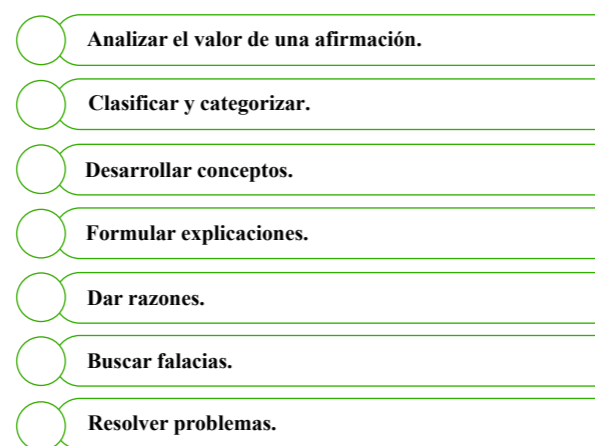 Analizar el valor de una afirmación.
Clasificar y categorizar.
Desarrollar conceptos.
Formular explicaciones.
Dar razones.
Buscar falacias.
Resolver problemas.